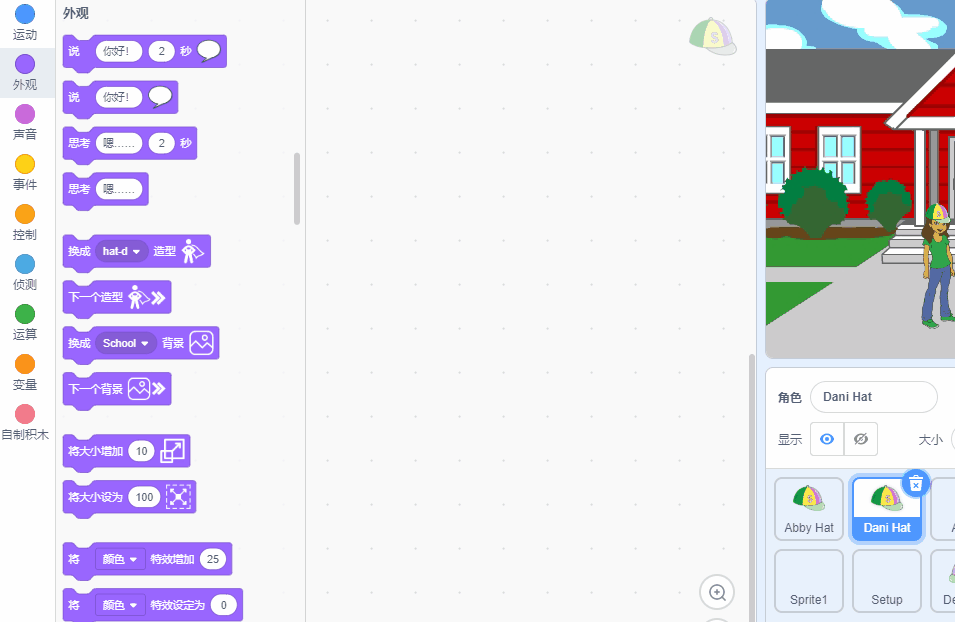 运动
外观
声音
事件
控制
侦测
运算
变量
自制积木
外观
说 你好! 2 秒
说 你好!
思考 嗯…… 2 秒
思考 嗯……
换成 hat-d 造型
下一个造型
换成 School 背景
下一个背景
将大小增加 10
将大小设为 100
将 颜色 特效增加 25
将 颜色 特效设定为 0
角色 Dani Hat
显示 大小
Abby Hat Dani Hat
Sprite1 Setup